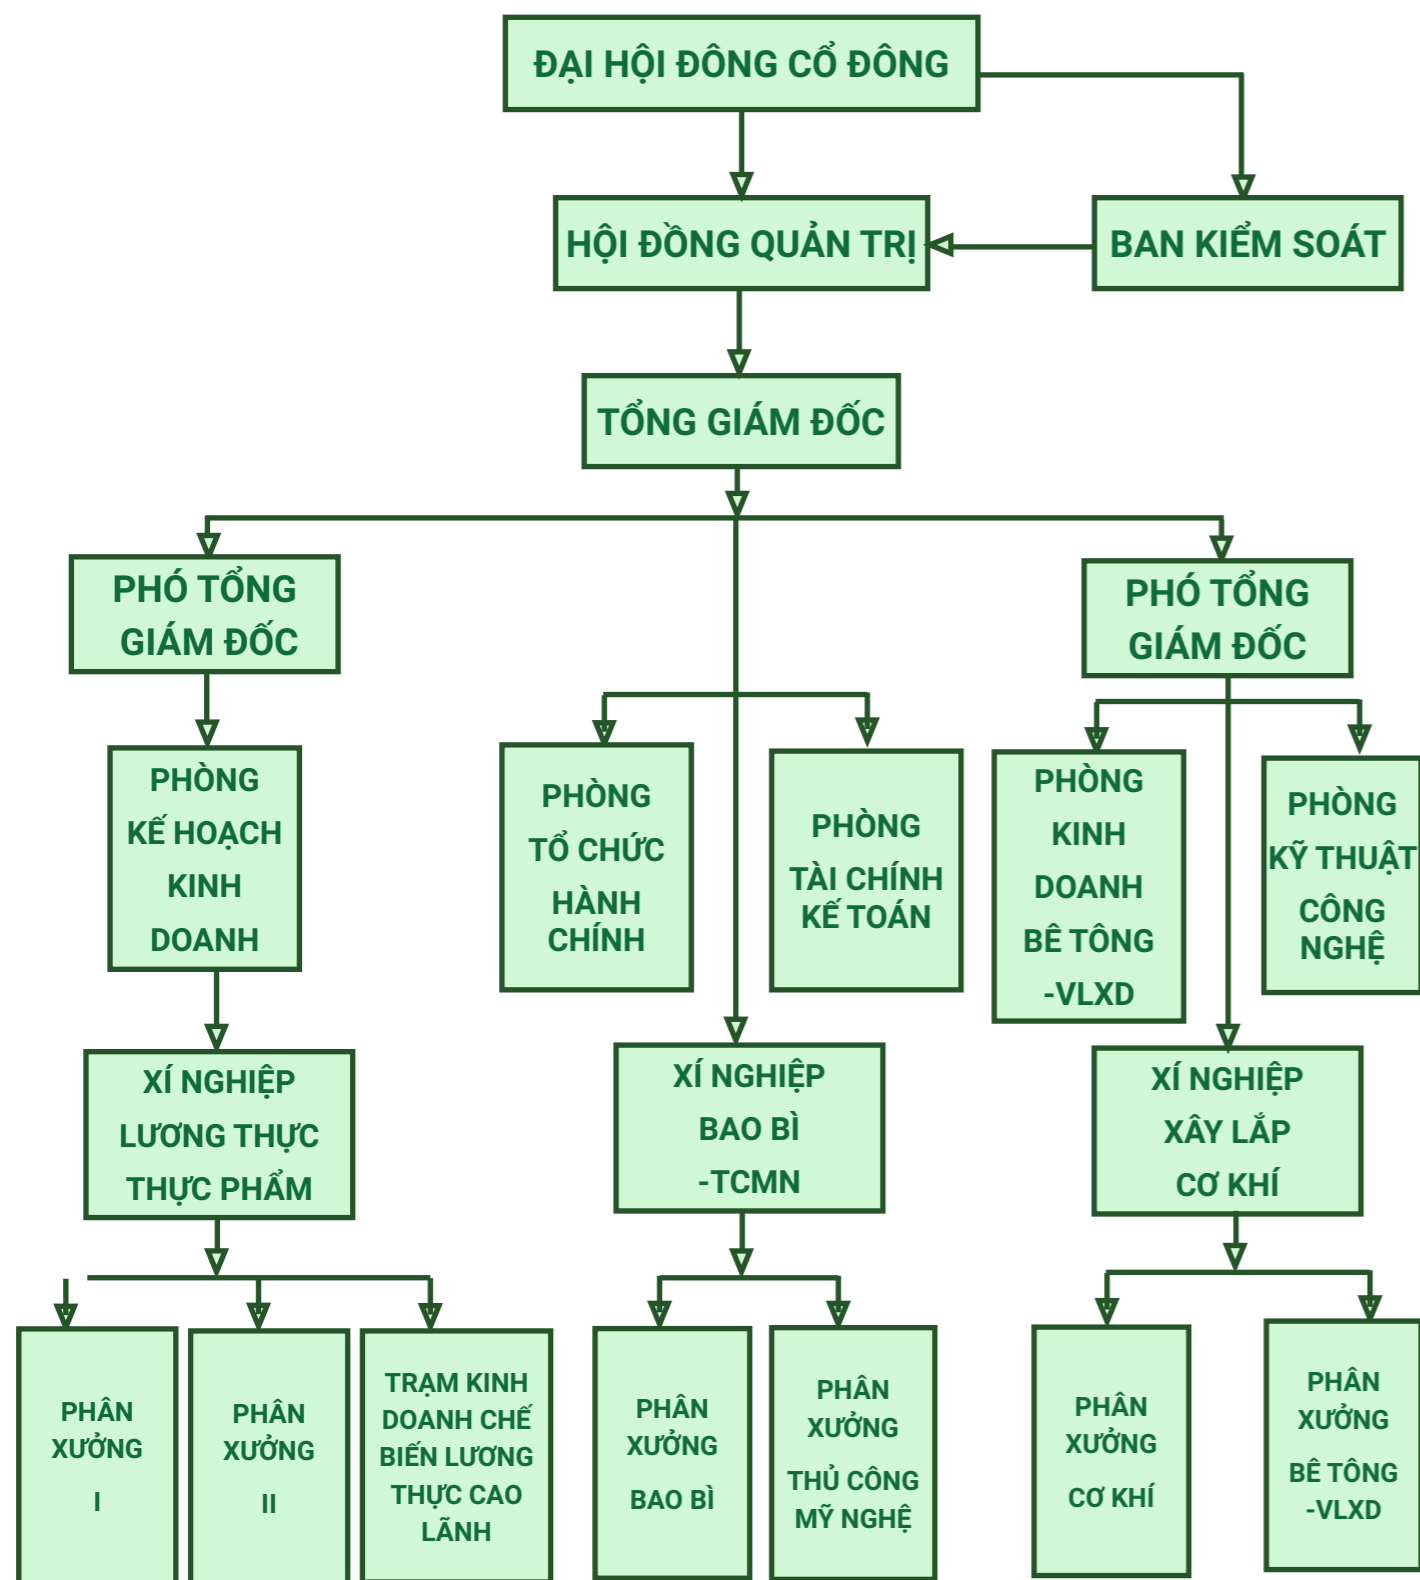 ĐẠI HỘI ĐÔNG CỔ ĐÔNG
HỘI ĐỒNG QUẢN TRỊ
BAN KIỂM SOÁT
TỔNG GIÁM ĐỐC
PHÓ TỔNG
GIÁM ĐỐC
PHÓ TỔNG
GIÁM ĐỐC
PHÒNG
KẾ HOẠCH
KINH
DOANH
PHÒNG
TỔ CHỨC
HÀNH
CHÍNH
PHÒNG
TÀI CHÍNH
KẾ TOÁN
PHÒNG
KINH
DOANH
BÊ TÔNG
-VLXD
PHÒNG
KỸ THUẬT
CÔNG
NGHỆ
XÍ NGHIỆP
LƯƠNG THỰC
THỰC PHẨM
XÍ NGHIỆP
BAO BÌ
-TCMN
XÍ NGHIỆP
XÂY LẮP
CƠ KHÍ
PHÂN
XƯỞNG
I
PHÂN
XƯỞNG
II
TRẠM KINH
DOANH CHẾ
BIẾN LƯƠNG
THỰC CAO
LÃNH
PHÂN
XƯỞNG
BAO BÌ
PHÂN
XƯỞNG
THỦ CÔNG
MỸ NGHỆ
PHÂN
XƯỞNG
CƠ KHÍ
PHÂN
XƯỞNG
BÊ TÔNG
-VLXD